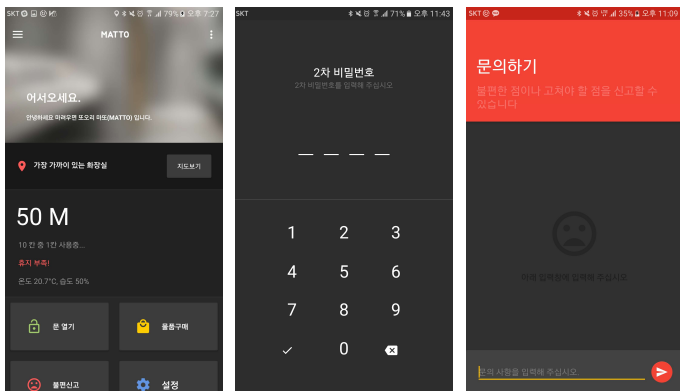 SKT 79% 오후 7:27
MATTO
어서오세요.
안녕하세요 마려우면 또오리 마또(MATTO) 입니다.
가장 가까이 있는 화장실
지도보기
50 M
10 칸 중 1칸 사용중...
휴지 부족!
온도 20.7°C, 습도 50%
문 열기
용품구매
불편신고
설정
SKT 71% 오후 11:43
2차 비밀번호
2차 비밀번호를 입력해 주십시오.
1 2 3
4 5 6
7 8 9
0
SKT 35% 오후 11:09
문의하기
불편한 점이나 고쳐야 할 점을 신고할 수
있습니다
아래 입력창에 입력해 주십시오
문의 사항을 입력해 주십시오.